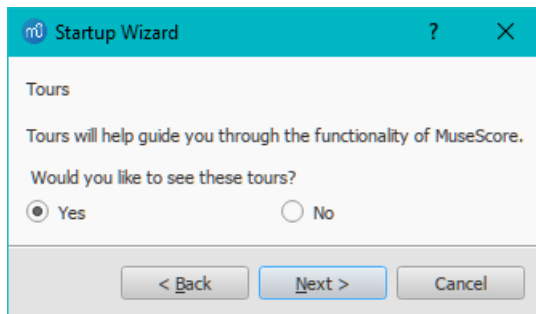 Startup Wizard ? X
Tours
Tours will help guide you through the functionality of MuseScore.
Would you like to see these tours?
Yes No
< Back Next > Cancel